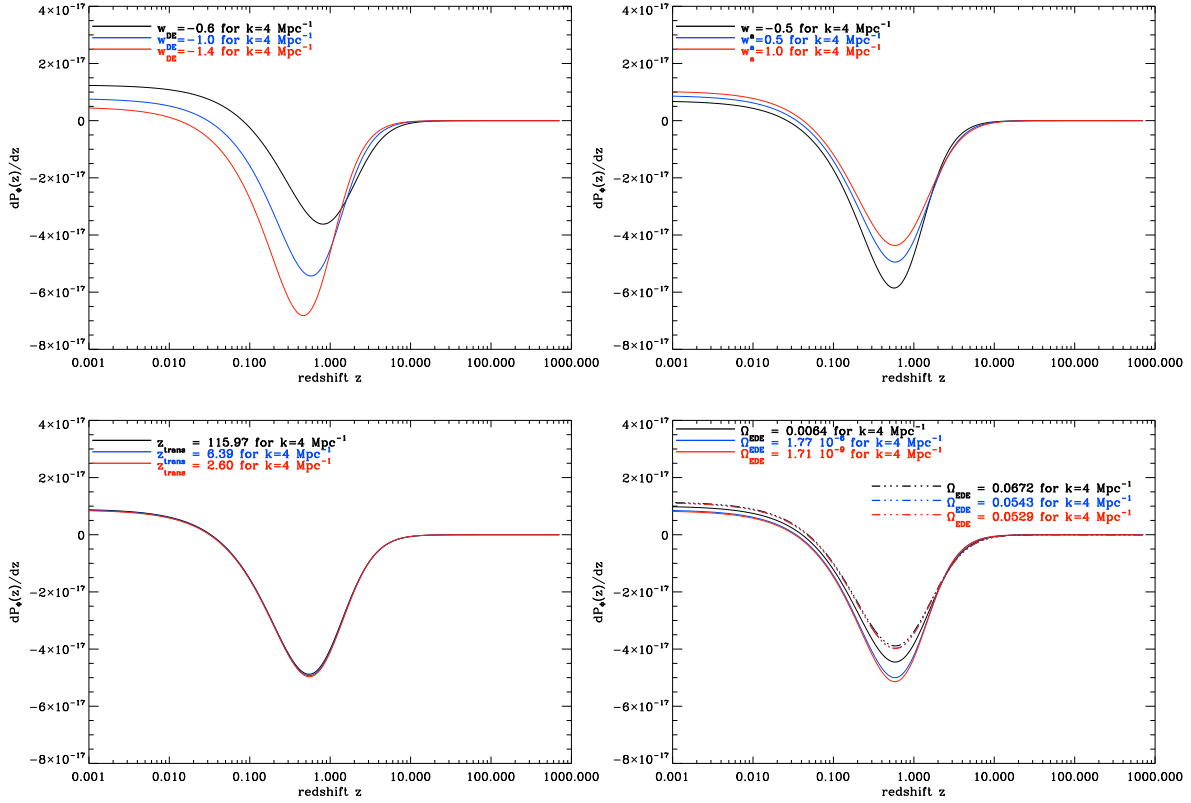 4×10⁻¹⁷
2×10⁻¹⁷
0
−2×10⁻¹⁷
−4×10⁻¹⁷
−6×10⁻¹⁷
−8×10⁻¹⁷
dP_Φ(z)/dz
w_DE=−0.6 for k=4 Mpc⁻¹
w_DE=−1.0 for k=4 Mpc⁻¹
w_DE=−1.4 for k=4 Mpc⁻¹
0.001 0.010 0.100 1.000 10.000 100.000 1000.000
redshift z
4×10⁻¹⁷
2×10⁻¹⁷
0
−2×10⁻¹⁷
−4×10⁻¹⁷
−6×10⁻¹⁷
−8×10⁻¹⁷
dP_Φ(z)/dz
w_a=−0.5 for k=4 Mpc⁻¹
w_a=0.5 for k=4 Mpc⁻¹
w_a=1.0 for k=4 Mpc⁻¹
0.001 0.010 0.100 1.000 10.000 100.000 1000.000
redshift z
4×10⁻¹⁷
2×10⁻¹⁷
0
−2×10⁻¹⁷
−4×10⁻¹⁷
−6×10⁻¹⁷
−8×10⁻¹⁷
dP_Φ(z)/dz
z_trans = 115.97 for k=4 Mpc⁻¹
z_trans = 6.39 for k=4 Mpc⁻¹
z_trans = 2.60 for k=4 Mpc⁻¹
0.001 0.010 0.100 1.000 10.000 100.000 1000.000
redshift z
4×10⁻¹⁷
2×10⁻¹⁷
0
−2×10⁻¹⁷
−4×10⁻¹⁷
−6×10⁻¹⁷
−8×10⁻¹⁷
dP_Φ(z)/dz
Ω_EDE = 0.0064 for k=4 Mpc⁻¹
Ω_EDE = 1.77 10⁻⁶ for k=4 Mpc⁻¹
Ω_EDE = 1.71 10⁻⁹ for k=4 Mpc⁻¹
Ω_EDE = 0.0672 for k=4 Mpc⁻¹
Ω_EDE = 0.0543 for k=4 Mpc⁻¹
Ω_EDE = 0.0529 for k=4 Mpc⁻¹
0.001 0.010 0.100 1.000 10.000 100.000 1000.000
redshift z